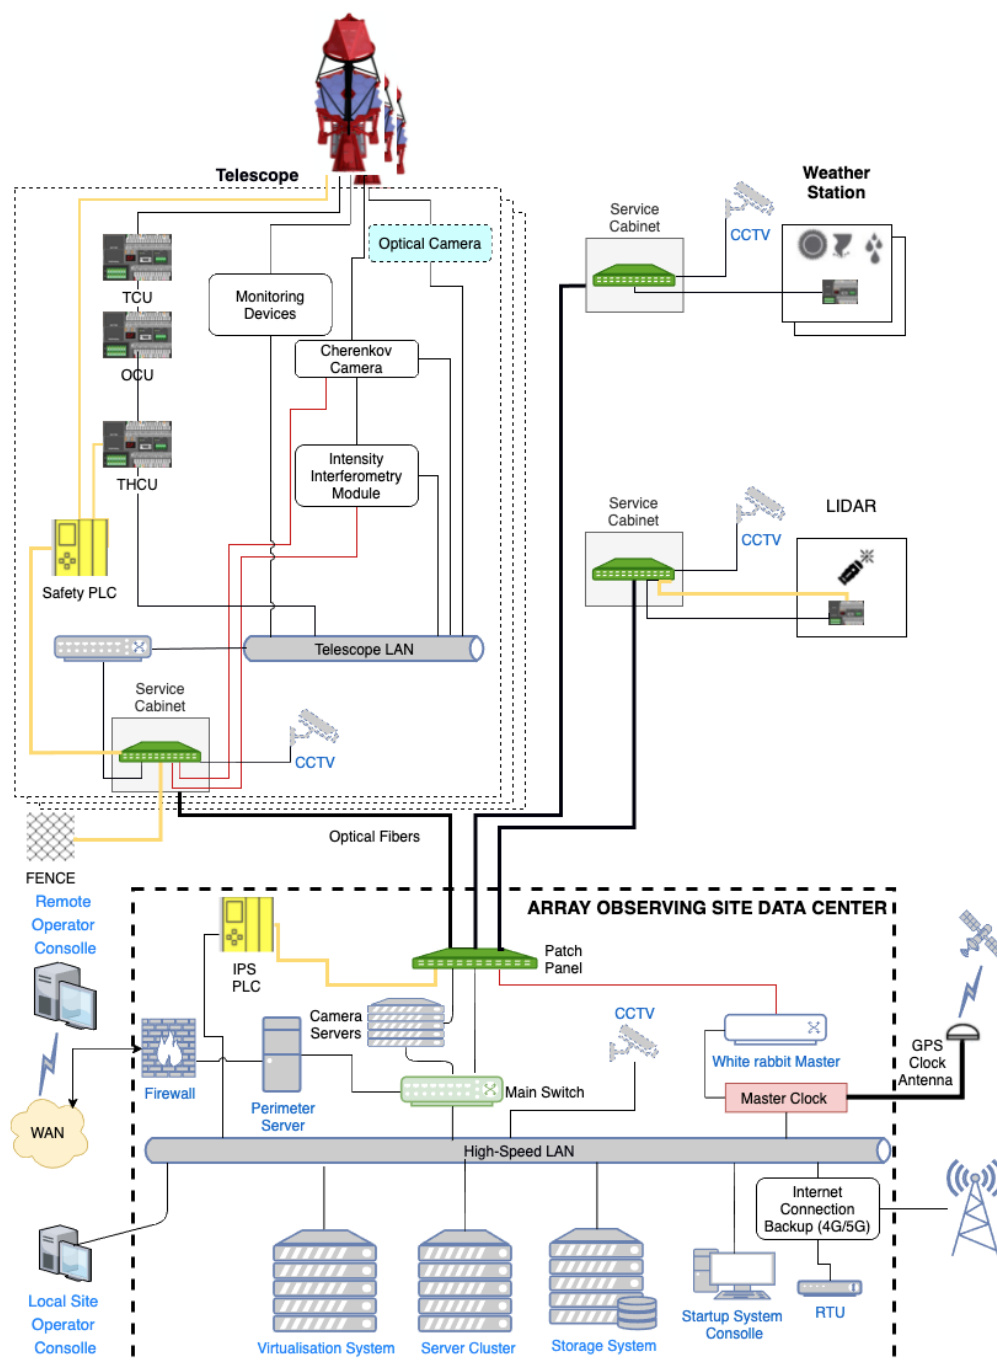 Telescope
Weather
Station
Service
Cabinet
CCTV
Optical Camera
TCU
Monitoring
Devices
OCU
Cherenkov
Camera
THCU
Intensity
Interferometry
Module
Service
Cabinet
CCTV
LIDAR
Safety PLC
Telescope LAN
Service
Cabinet
CCTV
Optical Fibers
FENCE
Remote
Operator
Consolle
ARRAY OBSERVING SITE DATA CENTER
IPS
PLC
Patch
Panel
Camera
Servers
CCTV
White rabbit Master
GPS
Clock
Antenna
Firewall
Perimeter
Server
Main Switch
Master Clock
WAN
High-Speed LAN
Internet
Connection
Backup (4G/5G)
Local Site
Operator
Consolle
Virtualisation System
Server Cluster
Storage System
Startup System
Consolle
RTU